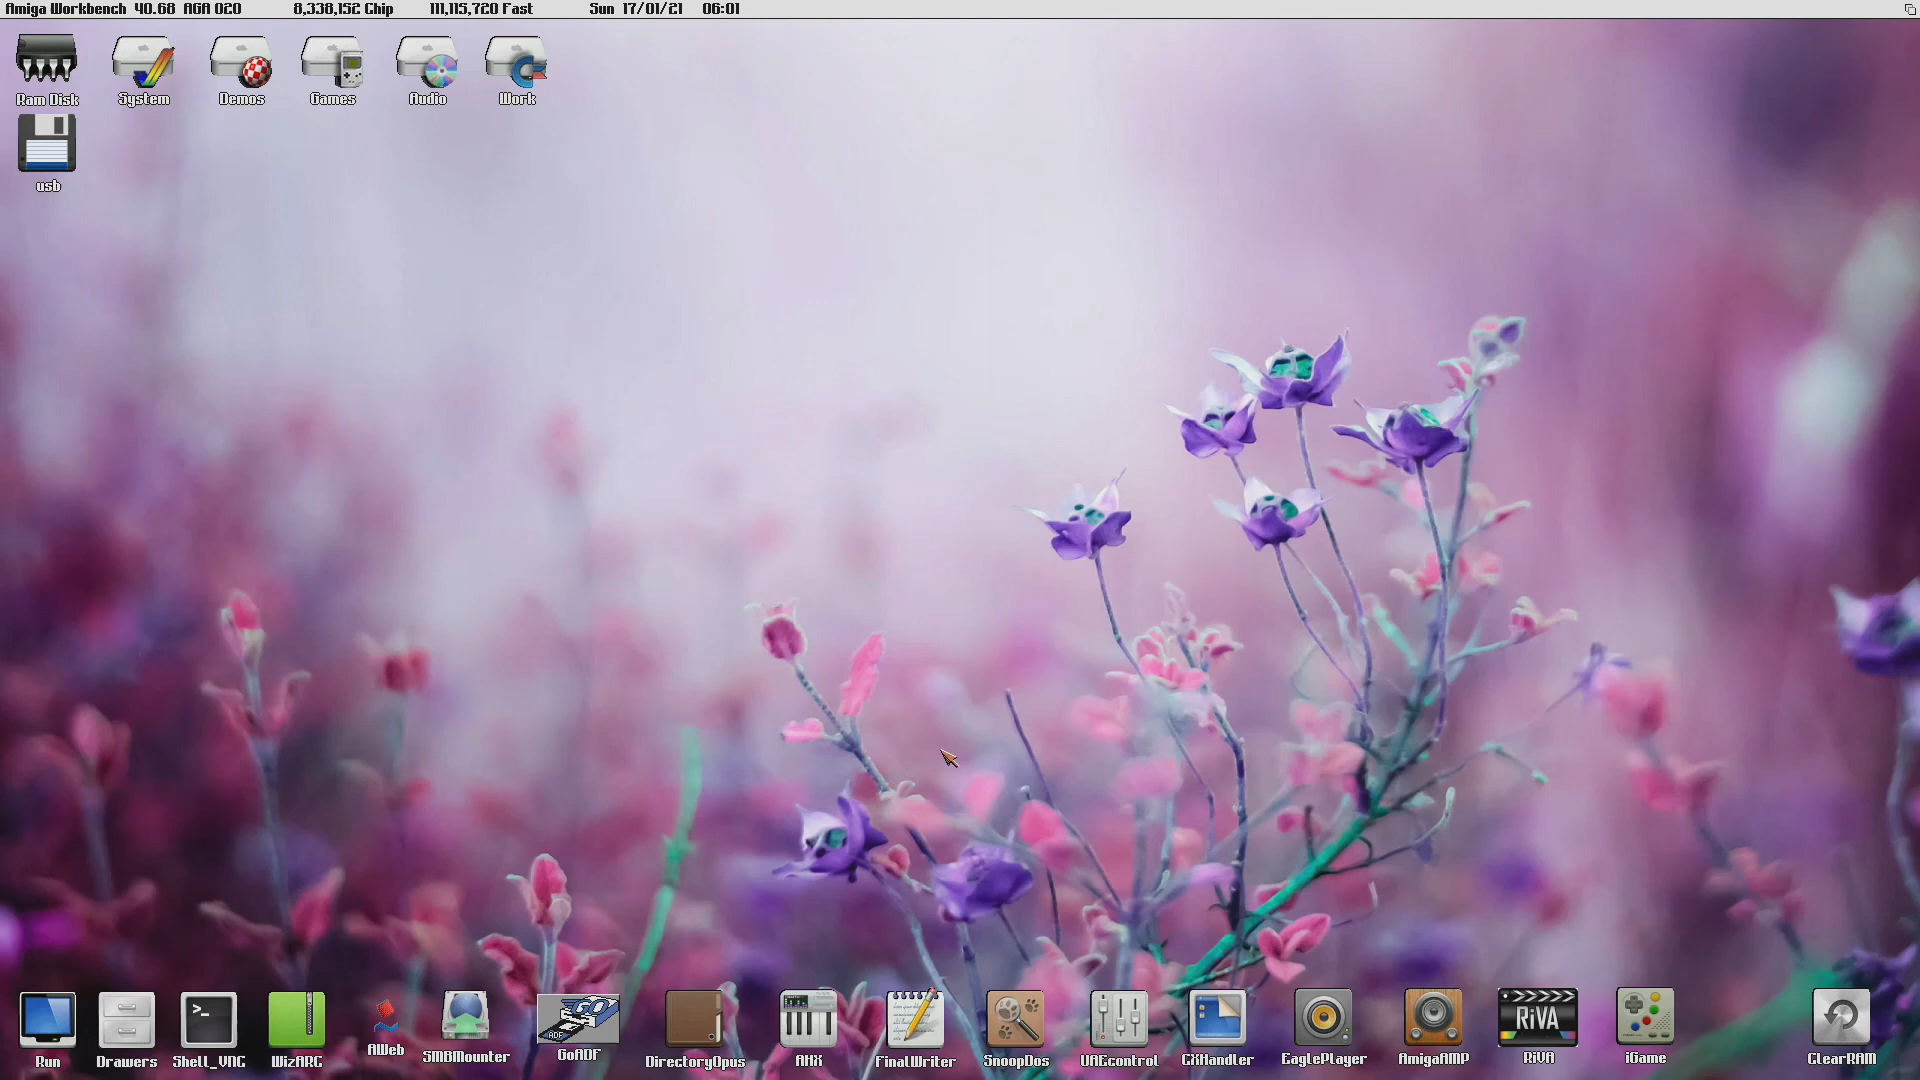 Amiga Workbench 40.68 AGA 020 8,338,152 Chip 111,115,720 Fast Sun 17/01/21 06:01
Ram Disk System Demos Games Audio Work
usb
>_ GO ADF RiVA
Run Drawers Shell_VNC WizARC AWeb SMBMounter GoADF DirectoryOpus AHX FinalWriter SnoopDos UAEcontrol CXHandler EaglePlayer AmigaAMP RiVA iGame ClearRAM